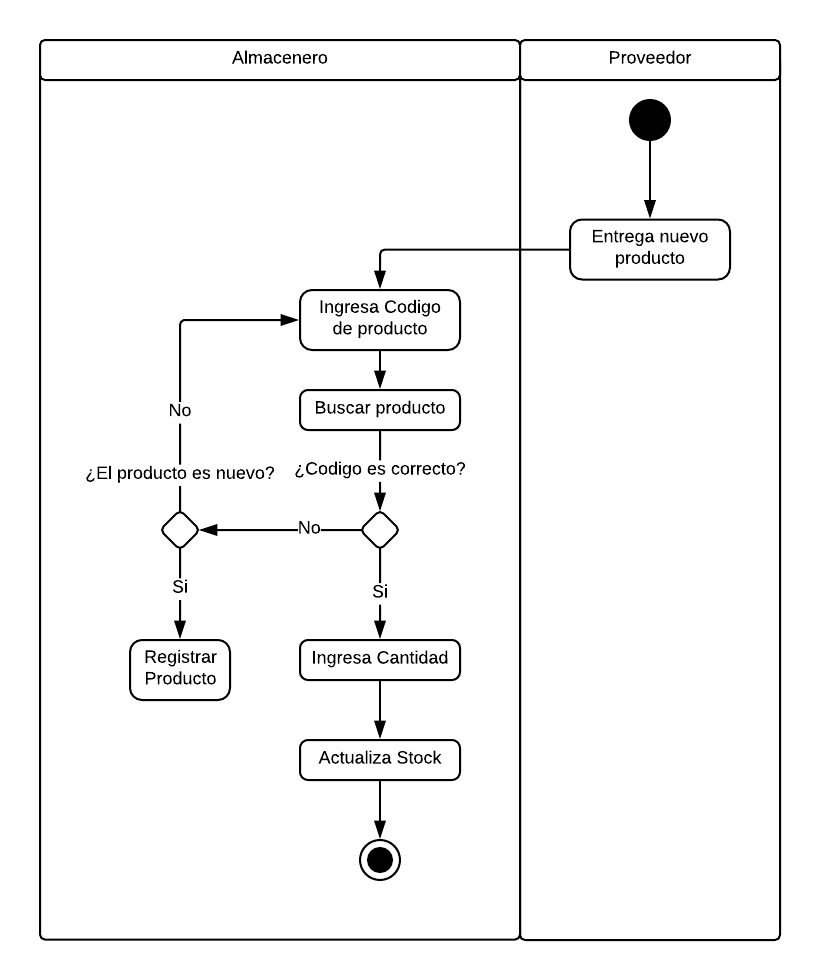 Almacenero
Proveedor
Entrega nuevo
producto
Ingresa Codigo
de producto
Buscar producto
No
¿El producto es nuevo?
¿Codigo es correcto?
No
Si
Si
Registrar
Producto
Ingresa Cantidad
Actualiza Stock